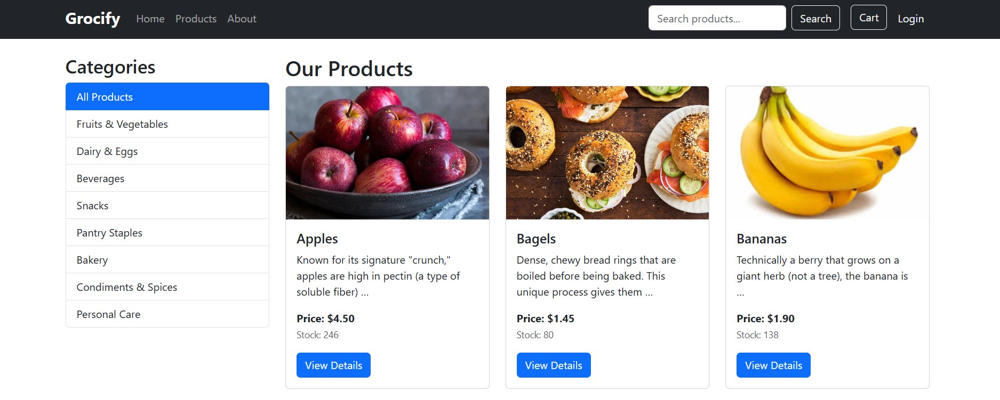 Grocify Home Products About Search products... Search Cart Login
Categories
All Products
Fruits & Vegetables
Dairy & Eggs
Beverages
Snacks
Pantry Staples
Bakery
Condiments & Spices
Personal Care
Our Products
Apples
Known for its signature "crunch,"
apples are high in pectin (a type of
soluble fiber) ...
Price: $4.50
Stock: 246
View Details
Bagels
Dense, chewy bread rings that are
boiled before being baked. This
unique process gives them ...
Price: $1.45
Stock: 80
View Details
Bananas
Technically a berry that grows on a
giant herb (not a tree), the banana is
...
Price: $1.90
Stock: 138
View Details